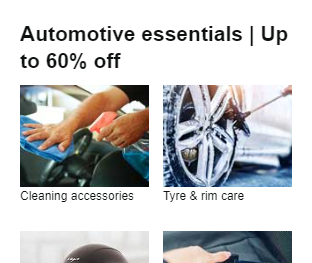 Automotive essentials | Up
to 60% off
Cleaning accessories
Tyre & rim care